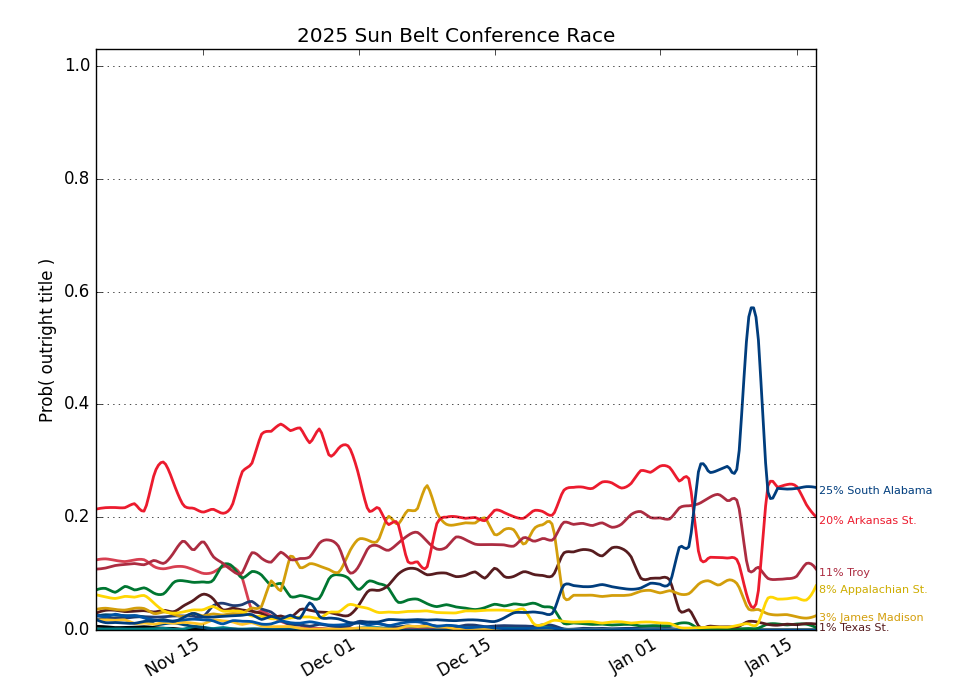 2025 Sun Belt Conference Race
Prob( outright title )
1.0
0.8
0.6
0.4
0.2
0.0
25% South Alabama
20% Arkansas St.
11% Troy
8% Appalachian St.
3% James Madison
1% Texas St.
Nov 15
Dec 01
Dec 15
Jan 01
Jan 15